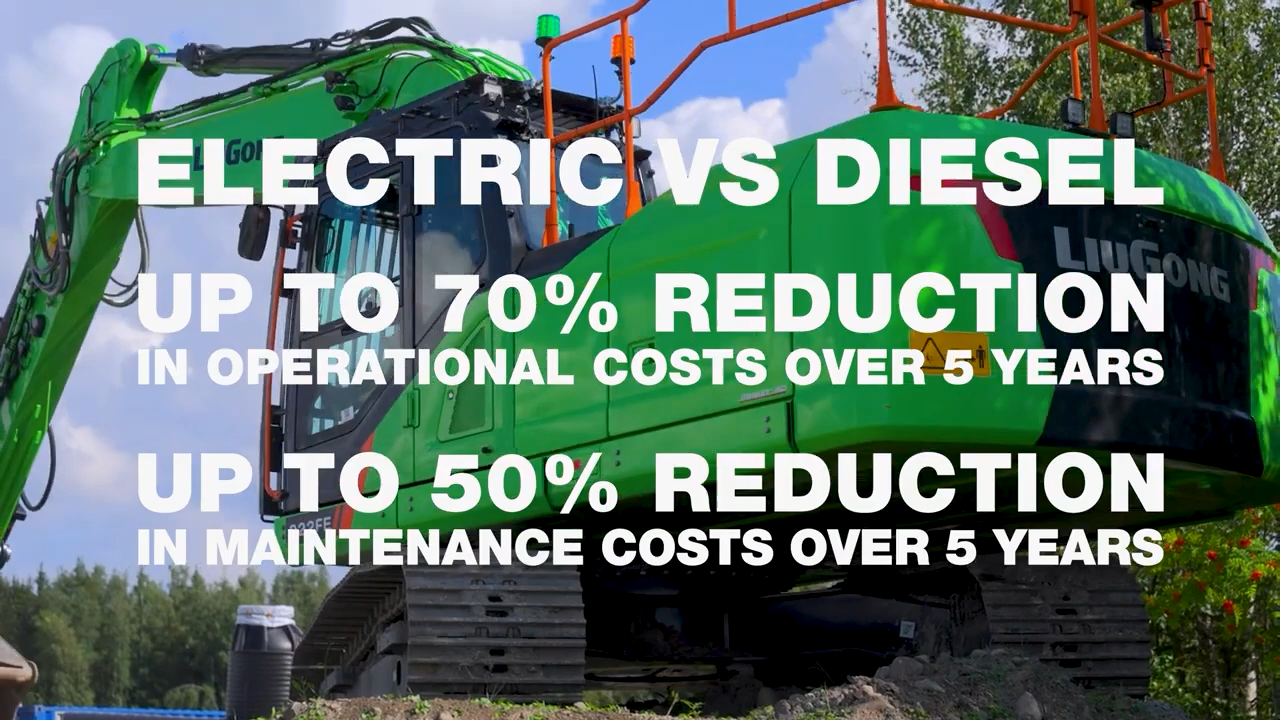 LIUGONG
ELECTRIC VS DIESEL
LIUGONG
UP TO 70% REDUCTION
IN OPERATIONAL COSTS OVER 5 YEARS
UP TO 50% REDUCTION
922FE
IN MAINTENANCE COSTS OVER 5 YEARS